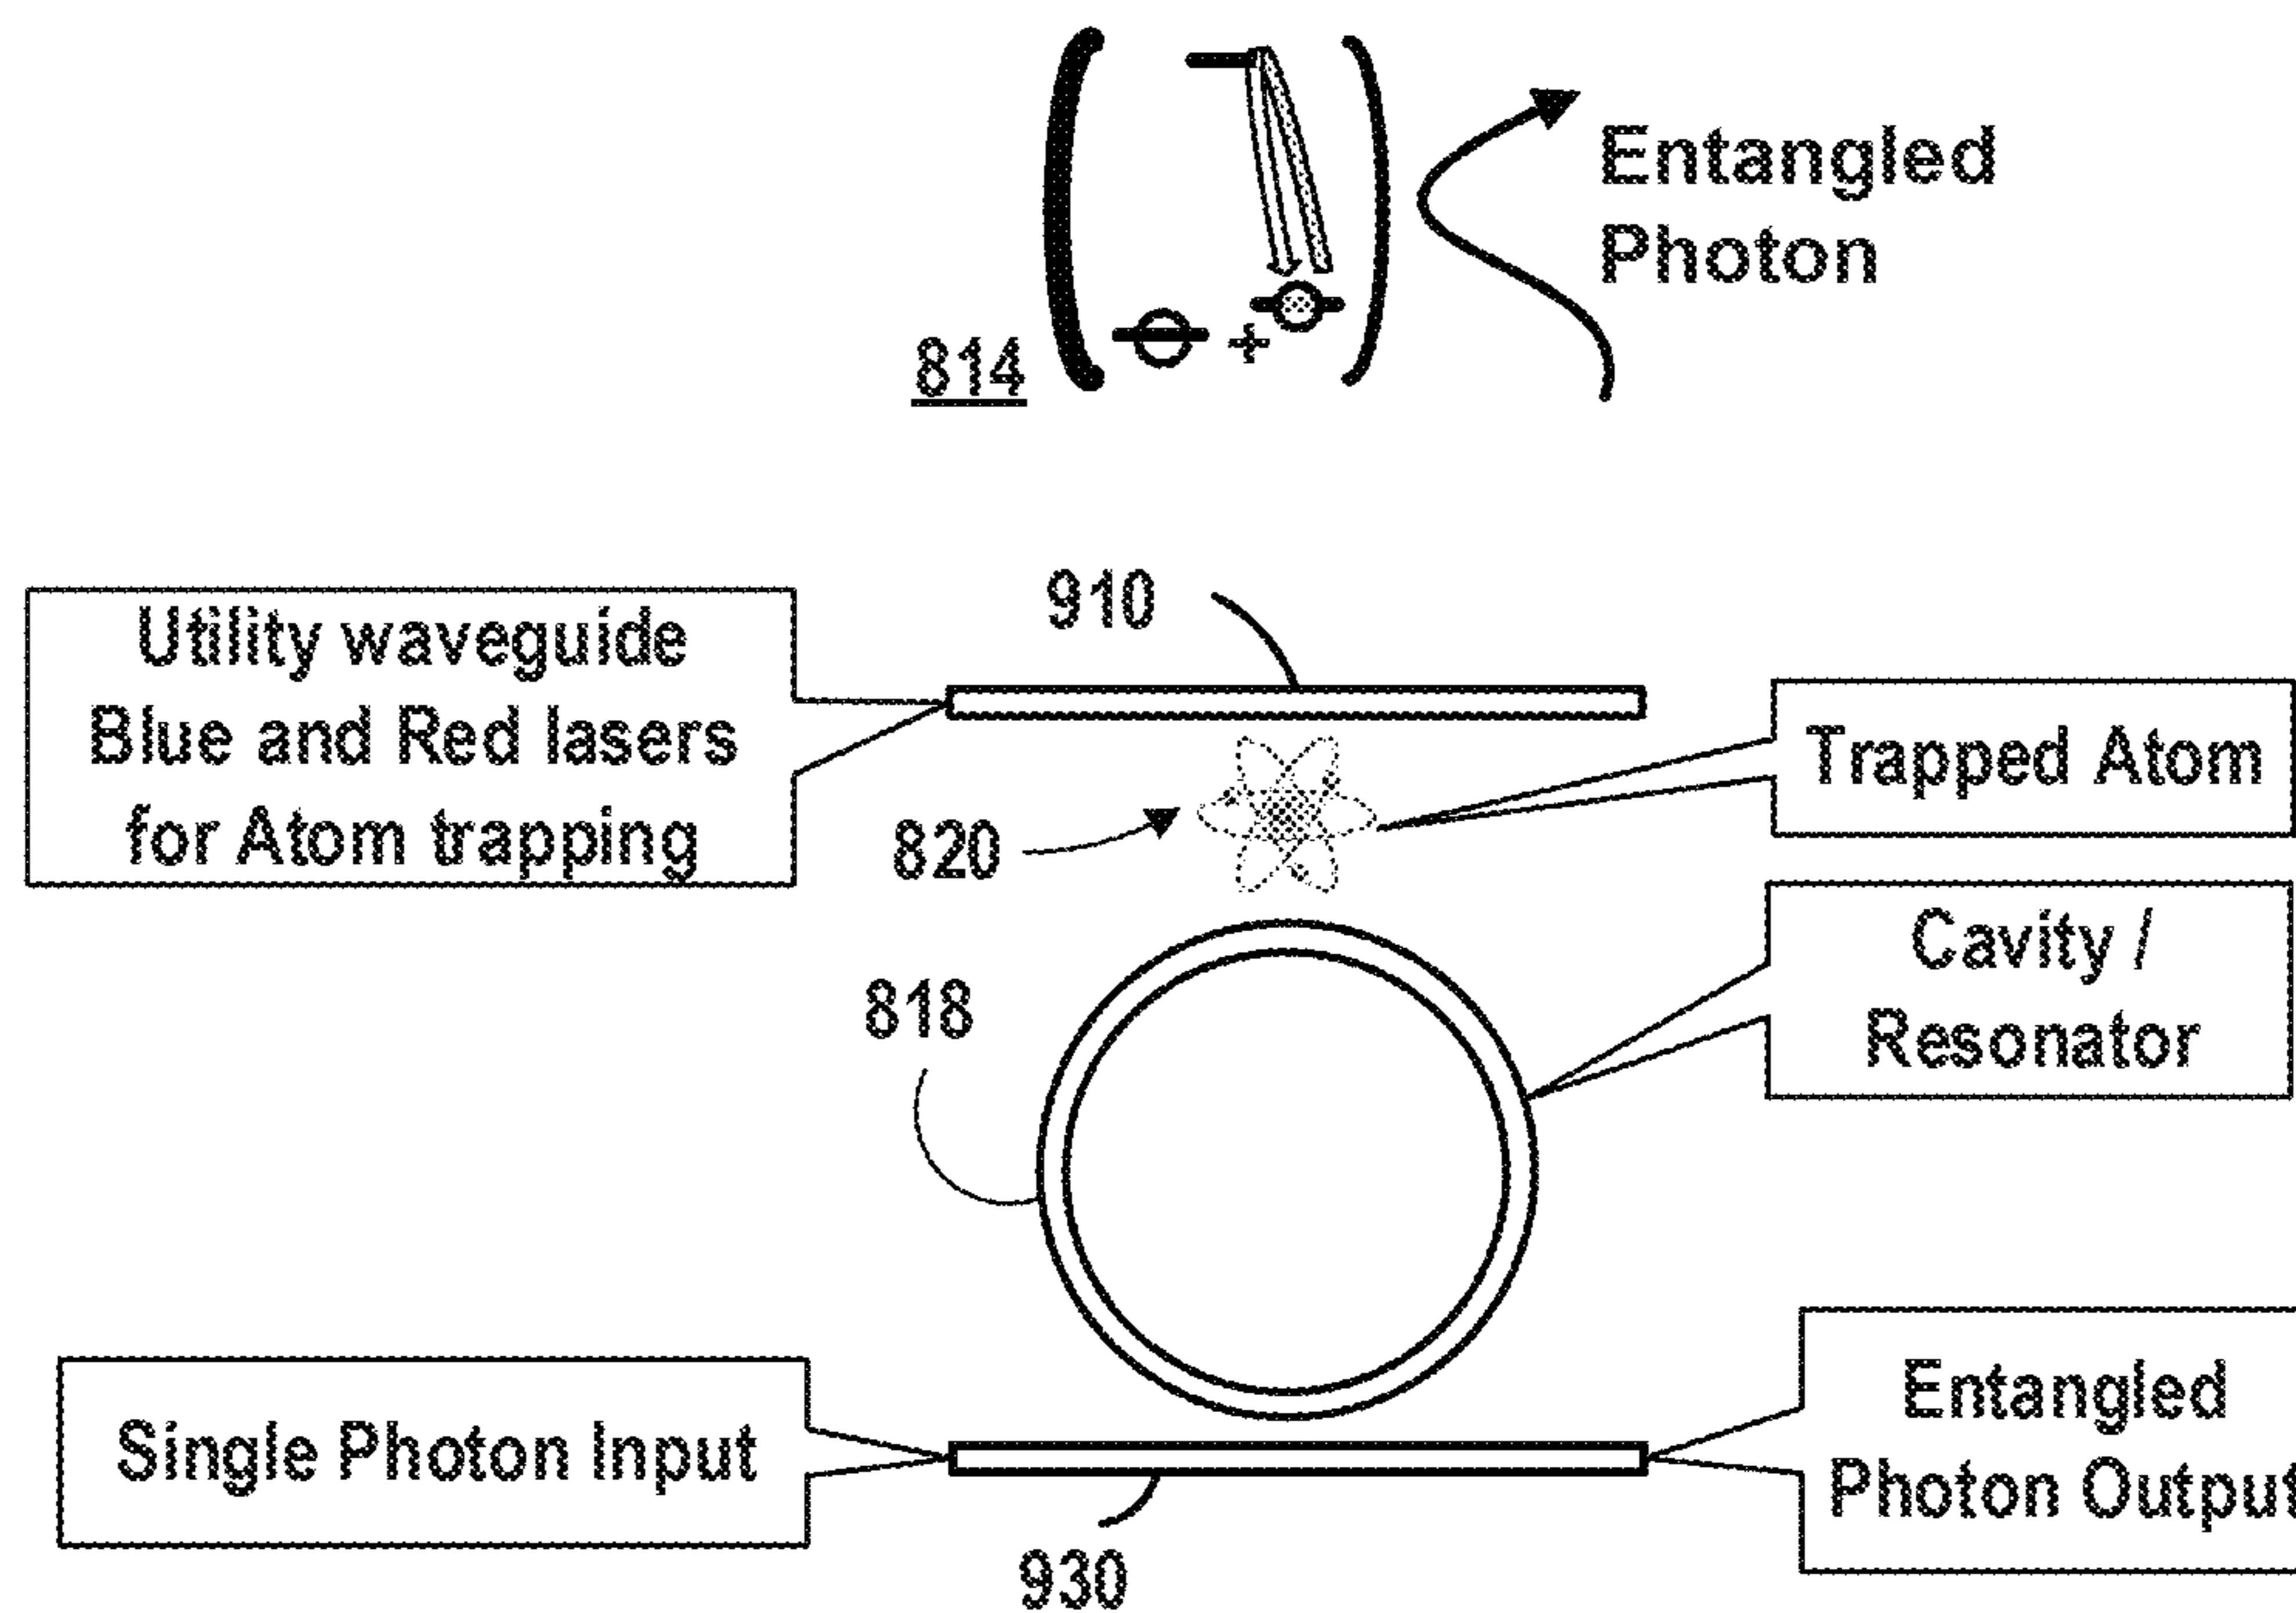 Entangled
Photon
814
+
910
Utility waveguide
Blue and Red lasers
for Atom trapping
Trapped Atom
820
Cavity /
Resonator
818
Entangled
Photon Output
Single Photon Input
930